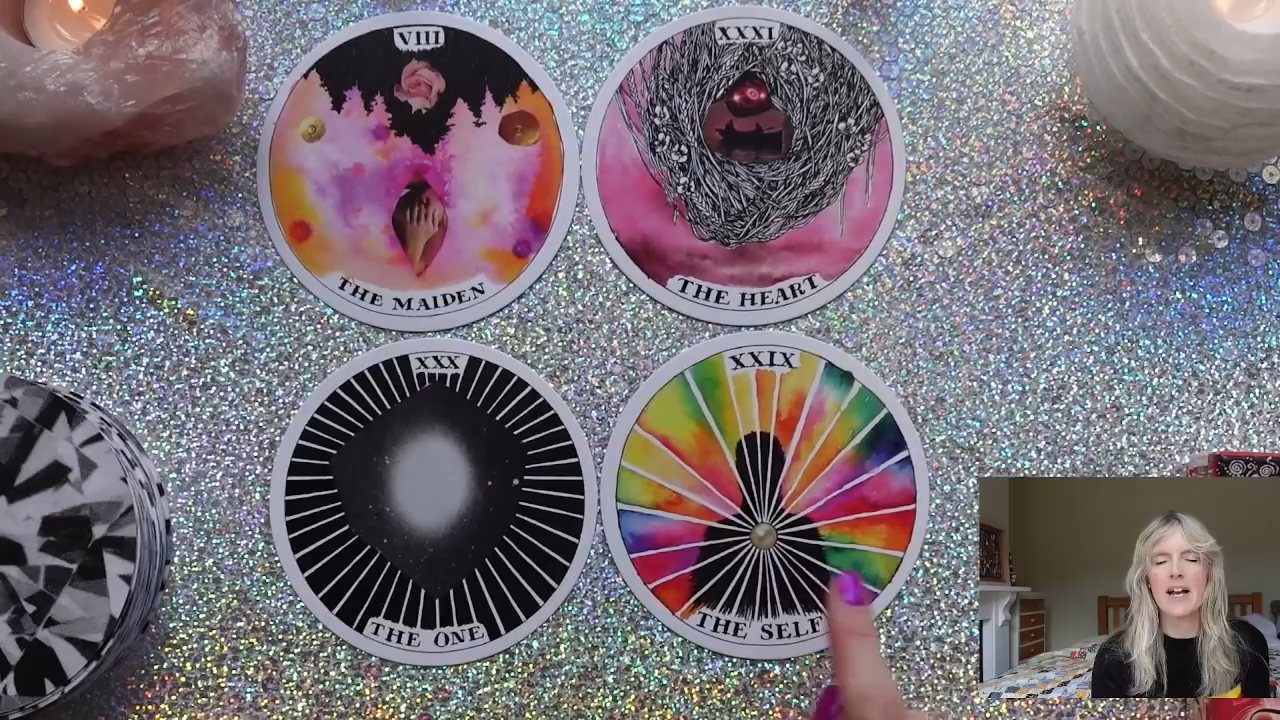 VIII
THE MAIDEN
XXXI
THE HEART
XXX
THE ONE
XXIX
THE SELF